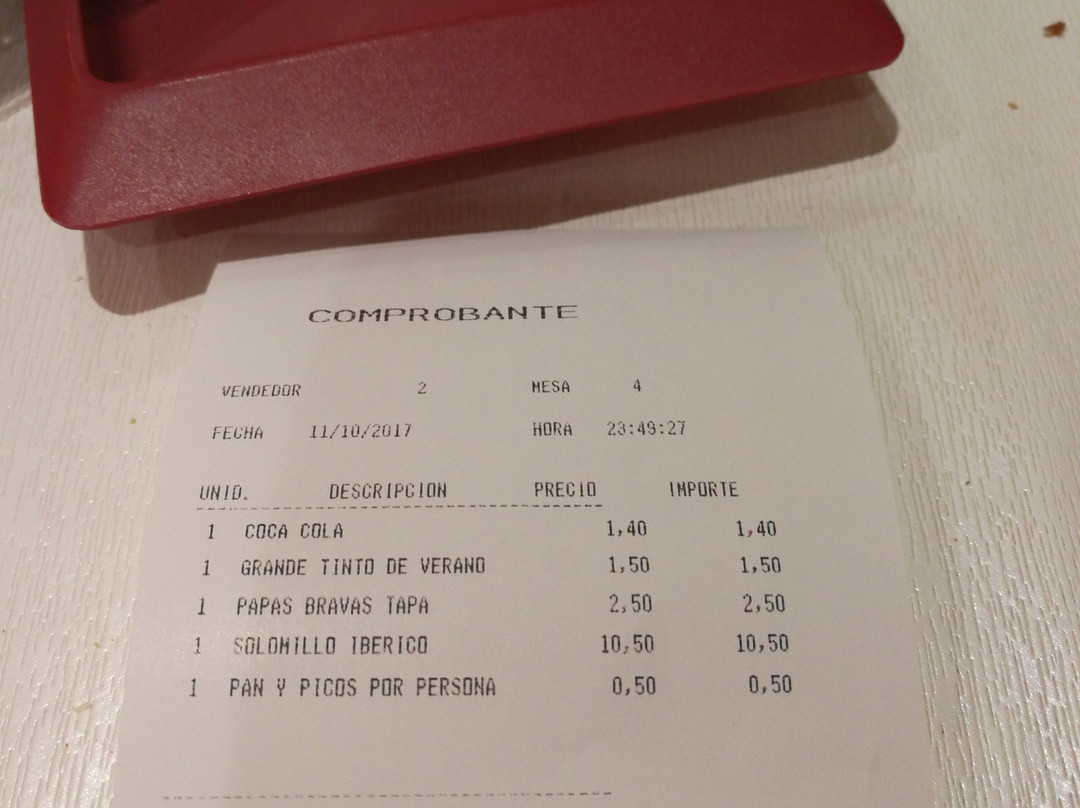 COMPROBANTE
VENDEDOR 2 MESA 4
FECHA 11/10/2017 HORA 23:49:27
UNID. DESCRIPCION PRECIO IMPORTE
1 COCA COLA 1,40 1,40
1 GRANDE TINTO DE VERANO 1,50 1,50
1 PAPAS BRAVAS TAPA 2,50 2,50
1 SOLOMILLO IBERICO 10,50 10,50
1 PAN Y PICOS POR PERSONA 0,50 0,50